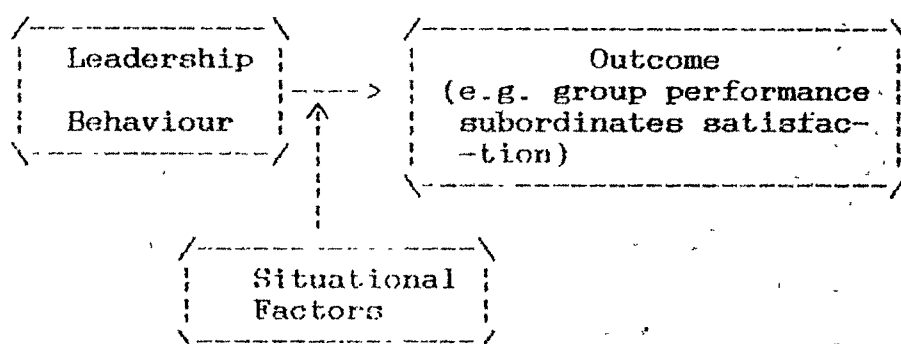 Leadership
Behaviour
Outcome
(e.g. group performance
subordinates satisfac-
-tion)
Situational
Factors